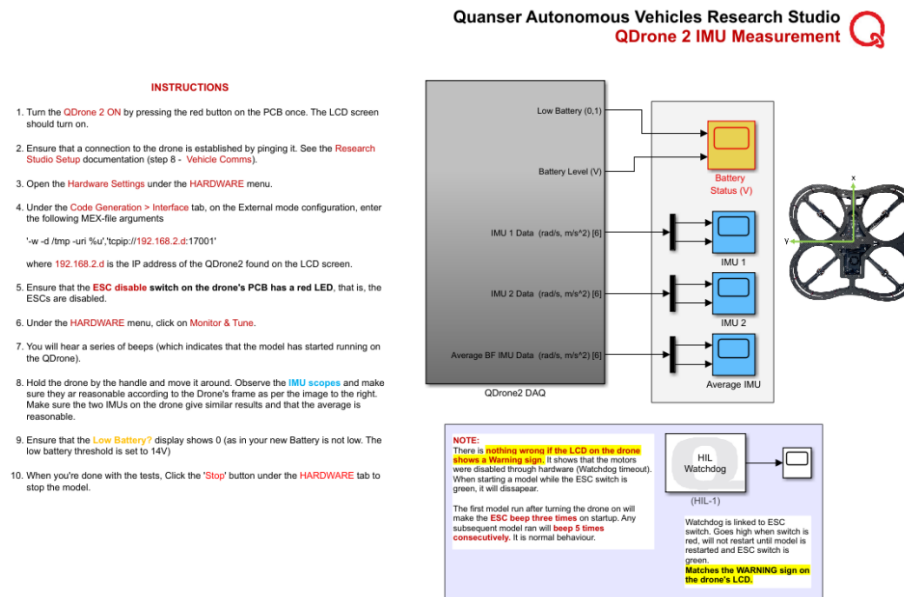 Quanser Autonomous Vehicles Research Studio
QDrone 2 IMU Measurement
INSTRUCTIONS
1. Turn the QDrone 2 ON by pressing the red button on the PCB once. The LCD screen
should turn on.
2. Ensure that a connection to the drone is established by pinging it. See the Research
Studio Setup documentation (step 8 - Vehicle Comms).
3. Open the Hardware Settings under the HARDWARE menu.
4. Under the Code Generation > Interface tab, on the External mode configuration, enter
the following MEX-file arguments
'-w -d /tmp -uri %u','tcpip://192.168.2.d:17001'
where 192.168.2.d is the IP address of the QDrone2 found on the LCD screen.
5. Ensure that the ESC disable switch on the drone's PCB has a red LED, that is, the
ESCs are disabled.
6. Under the HARDWARE menu, click on Monitor & Tune.
7. You will hear a series of beeps (which indicates that the model has started running on
the QDrone).
8. Hold the drone by the handle and move it around. Observe the IMU scopes and make
sure they ar reasonable according to the Drone's frame as per the image to the right.
Make sure the two IMUs on the drone give similar results and that the average is
reasonable.
9. Ensure that the Low Battery? display shows 0 (as in your new Battery is not low. The
low battery threshold is set to 14V)
10. When you're done with the tests, Click the 'Stop' button under the HARDWARE tab to
stop the model.
Low Battery (0,1)
Battery Level (V)
IMU 1 Data (rad/s, m/s^2) [6]
IMU 2 Data (rad/s, m/s^2) [6]
Average BF IMU Data (rad/s, m/s^2) [6]
QDrone2 DAQ
Battery
Status (V)
IMU 1
IMU 2
Average IMU
x
y
NOTE:
There is nothing wrong if the LCD on the drone
shows a Warning sign. It shows that the motors
were disabled through hardware (Watchdog timeout).
When starting a model while the ESC switch is
green, it will dissapear.
The first model run after turning the drone on will
make the ESC beep three times on startup. Any
subsequent model ran will beep 5 times
consecutively. It is normal behaviour.
HIL
Watchdog
(HIL-1)
Watchdog is linked to ESC
switch. Goes high when switch is
red, will not restart until model is
restarted and ESC switch is
green.
Matches the WARNING sign on
the drone's LCD.